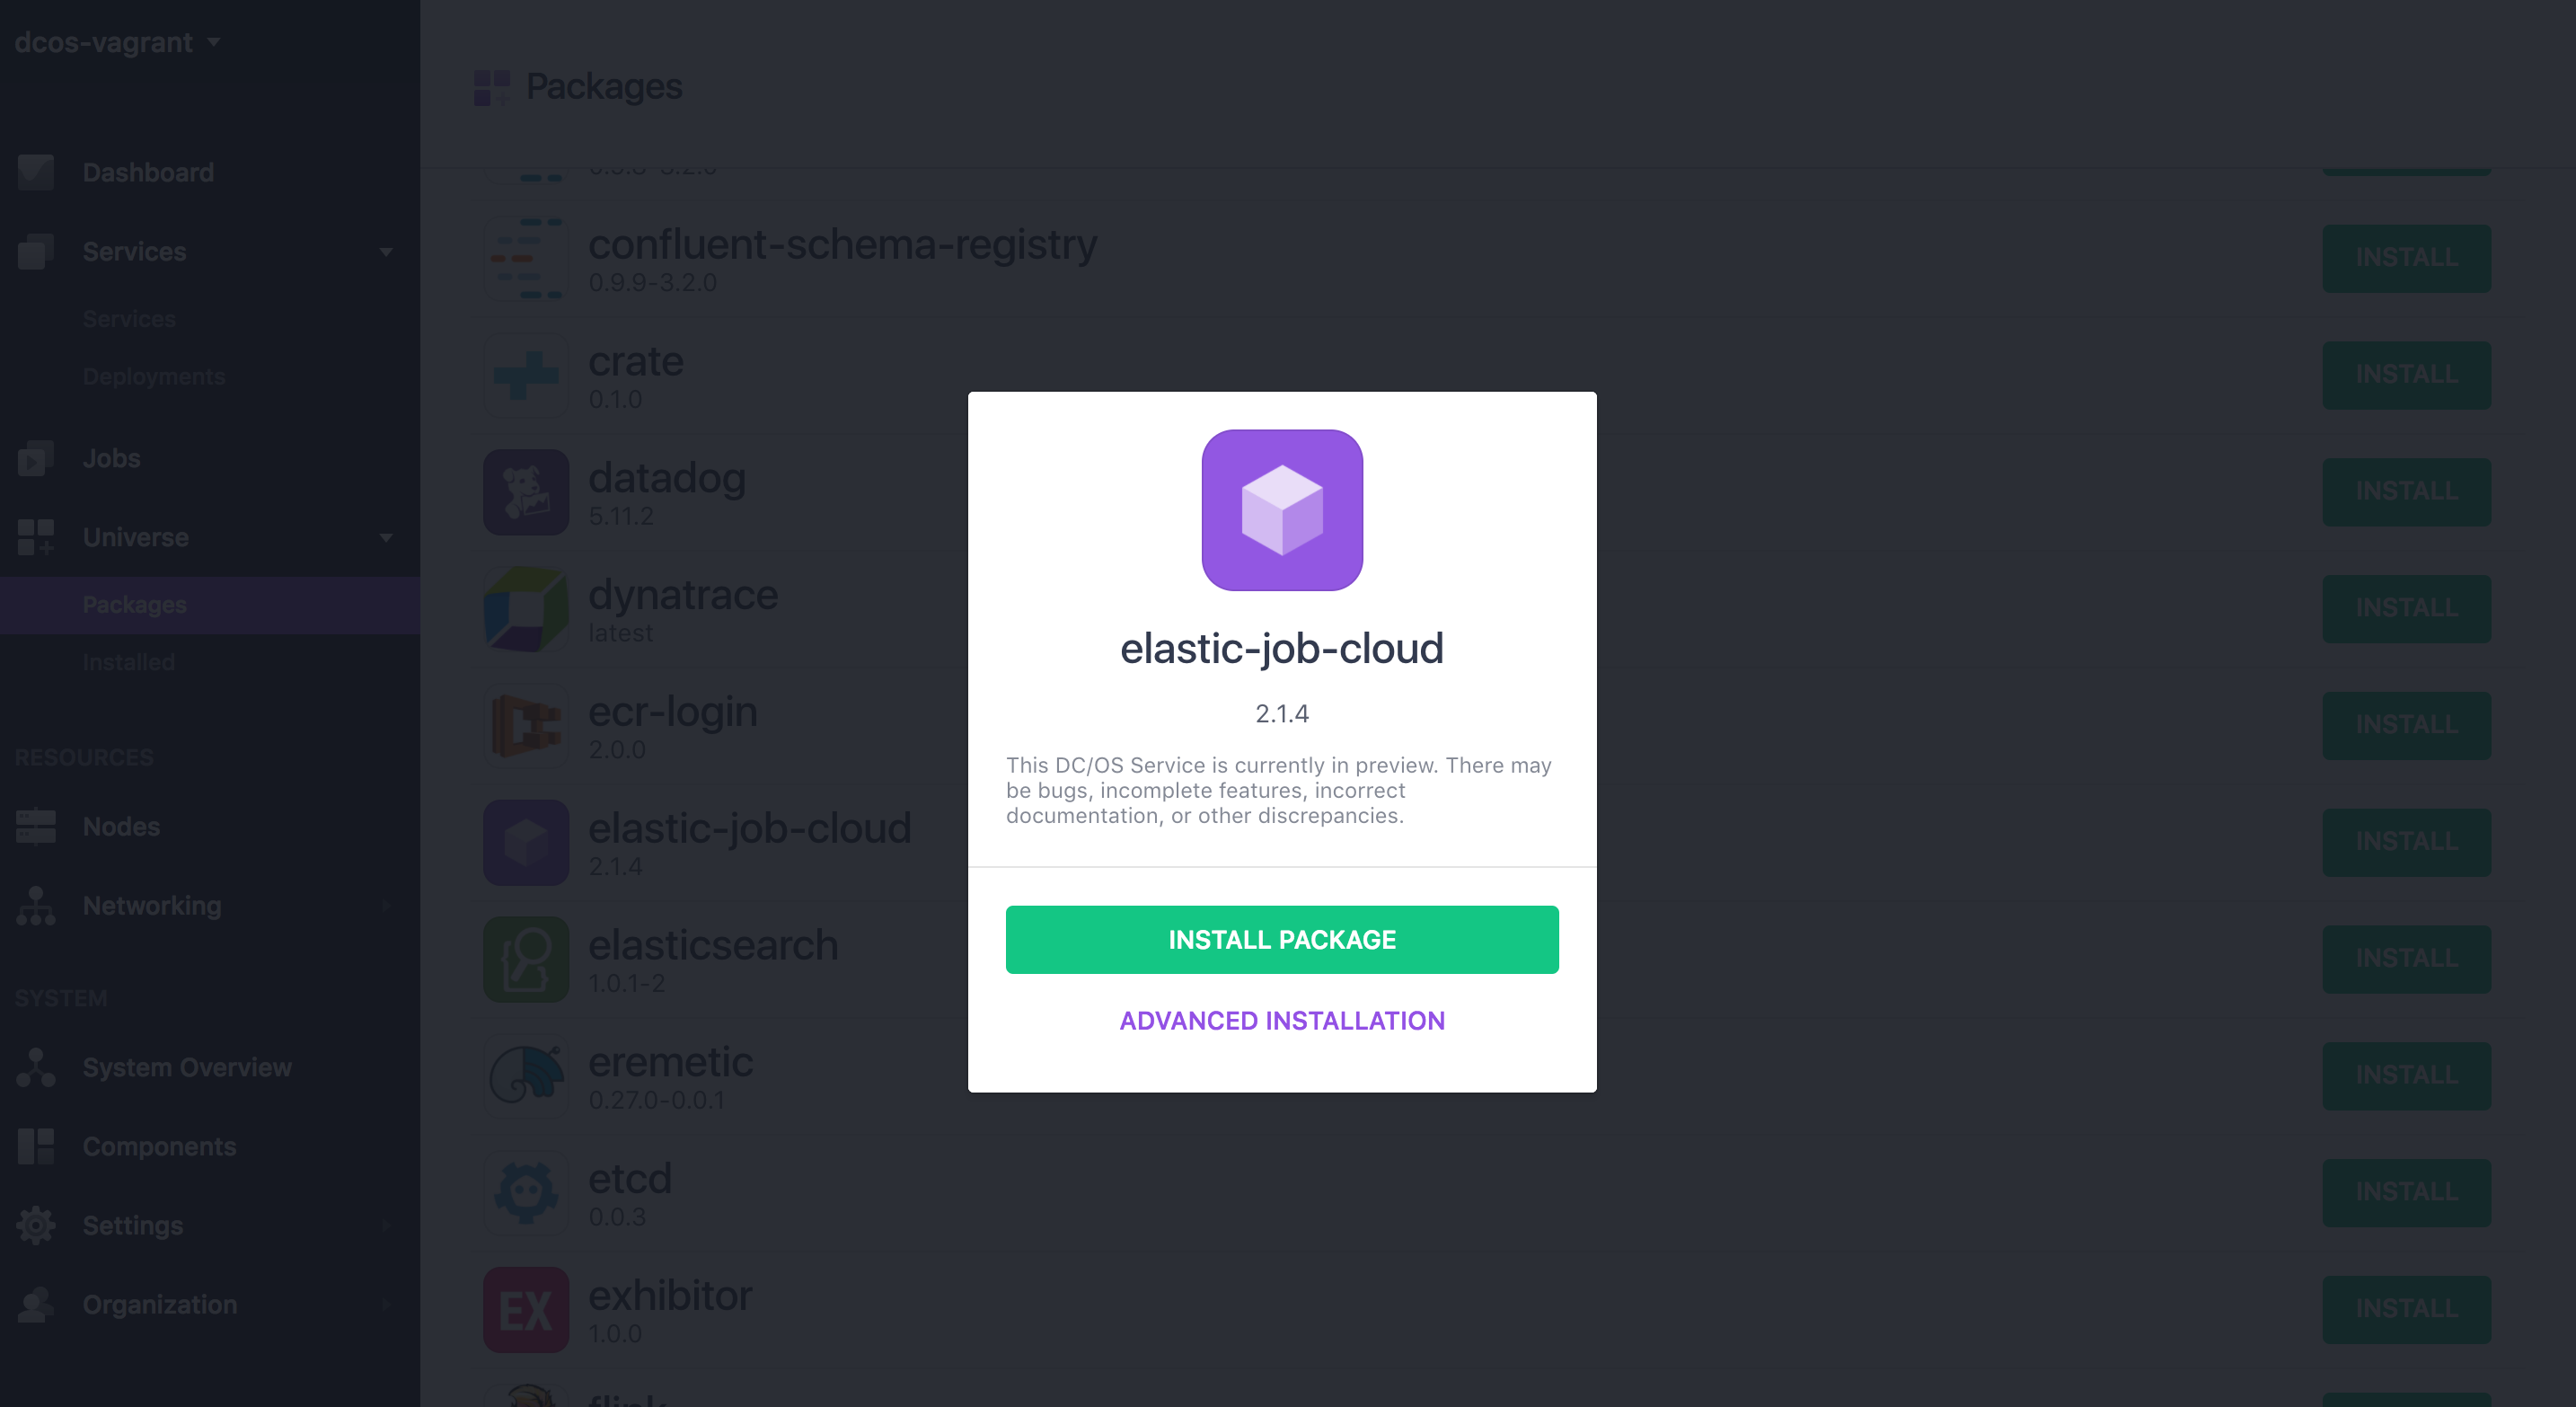 dcos-vagrant
Dashboard
Services
Services
Deployments
Jobs
Universe
Packages
Installed
RESOURCES
Nodes
Networking
SYSTEM
System Overview
Components
Settings
Organization
Packages
confluent-schema-registry
0.9.9-3.2.0
INSTALL
crate
0.1.0
INSTALL
datadog
5.11.2
INSTALL
dynatrace
latest
INSTALL
ecr-login
2.0.0
INSTALL
elastic-job-cloud
2.1.4
INSTALL
elasticsearch
1.0.1-2
INSTALL
eremetic
0.27.0-0.0.1
INSTALL
etcd
0.0.3
INSTALL
EX
exhibitor
1.0.0
INSTALL
elastic-job-cloud
2.1.4
This DC/OS Service is currently in preview. There may
be bugs, incomplete features, incorrect
documentation, or other discrepancies.
INSTALL PACKAGE
ADVANCED INSTALLATION